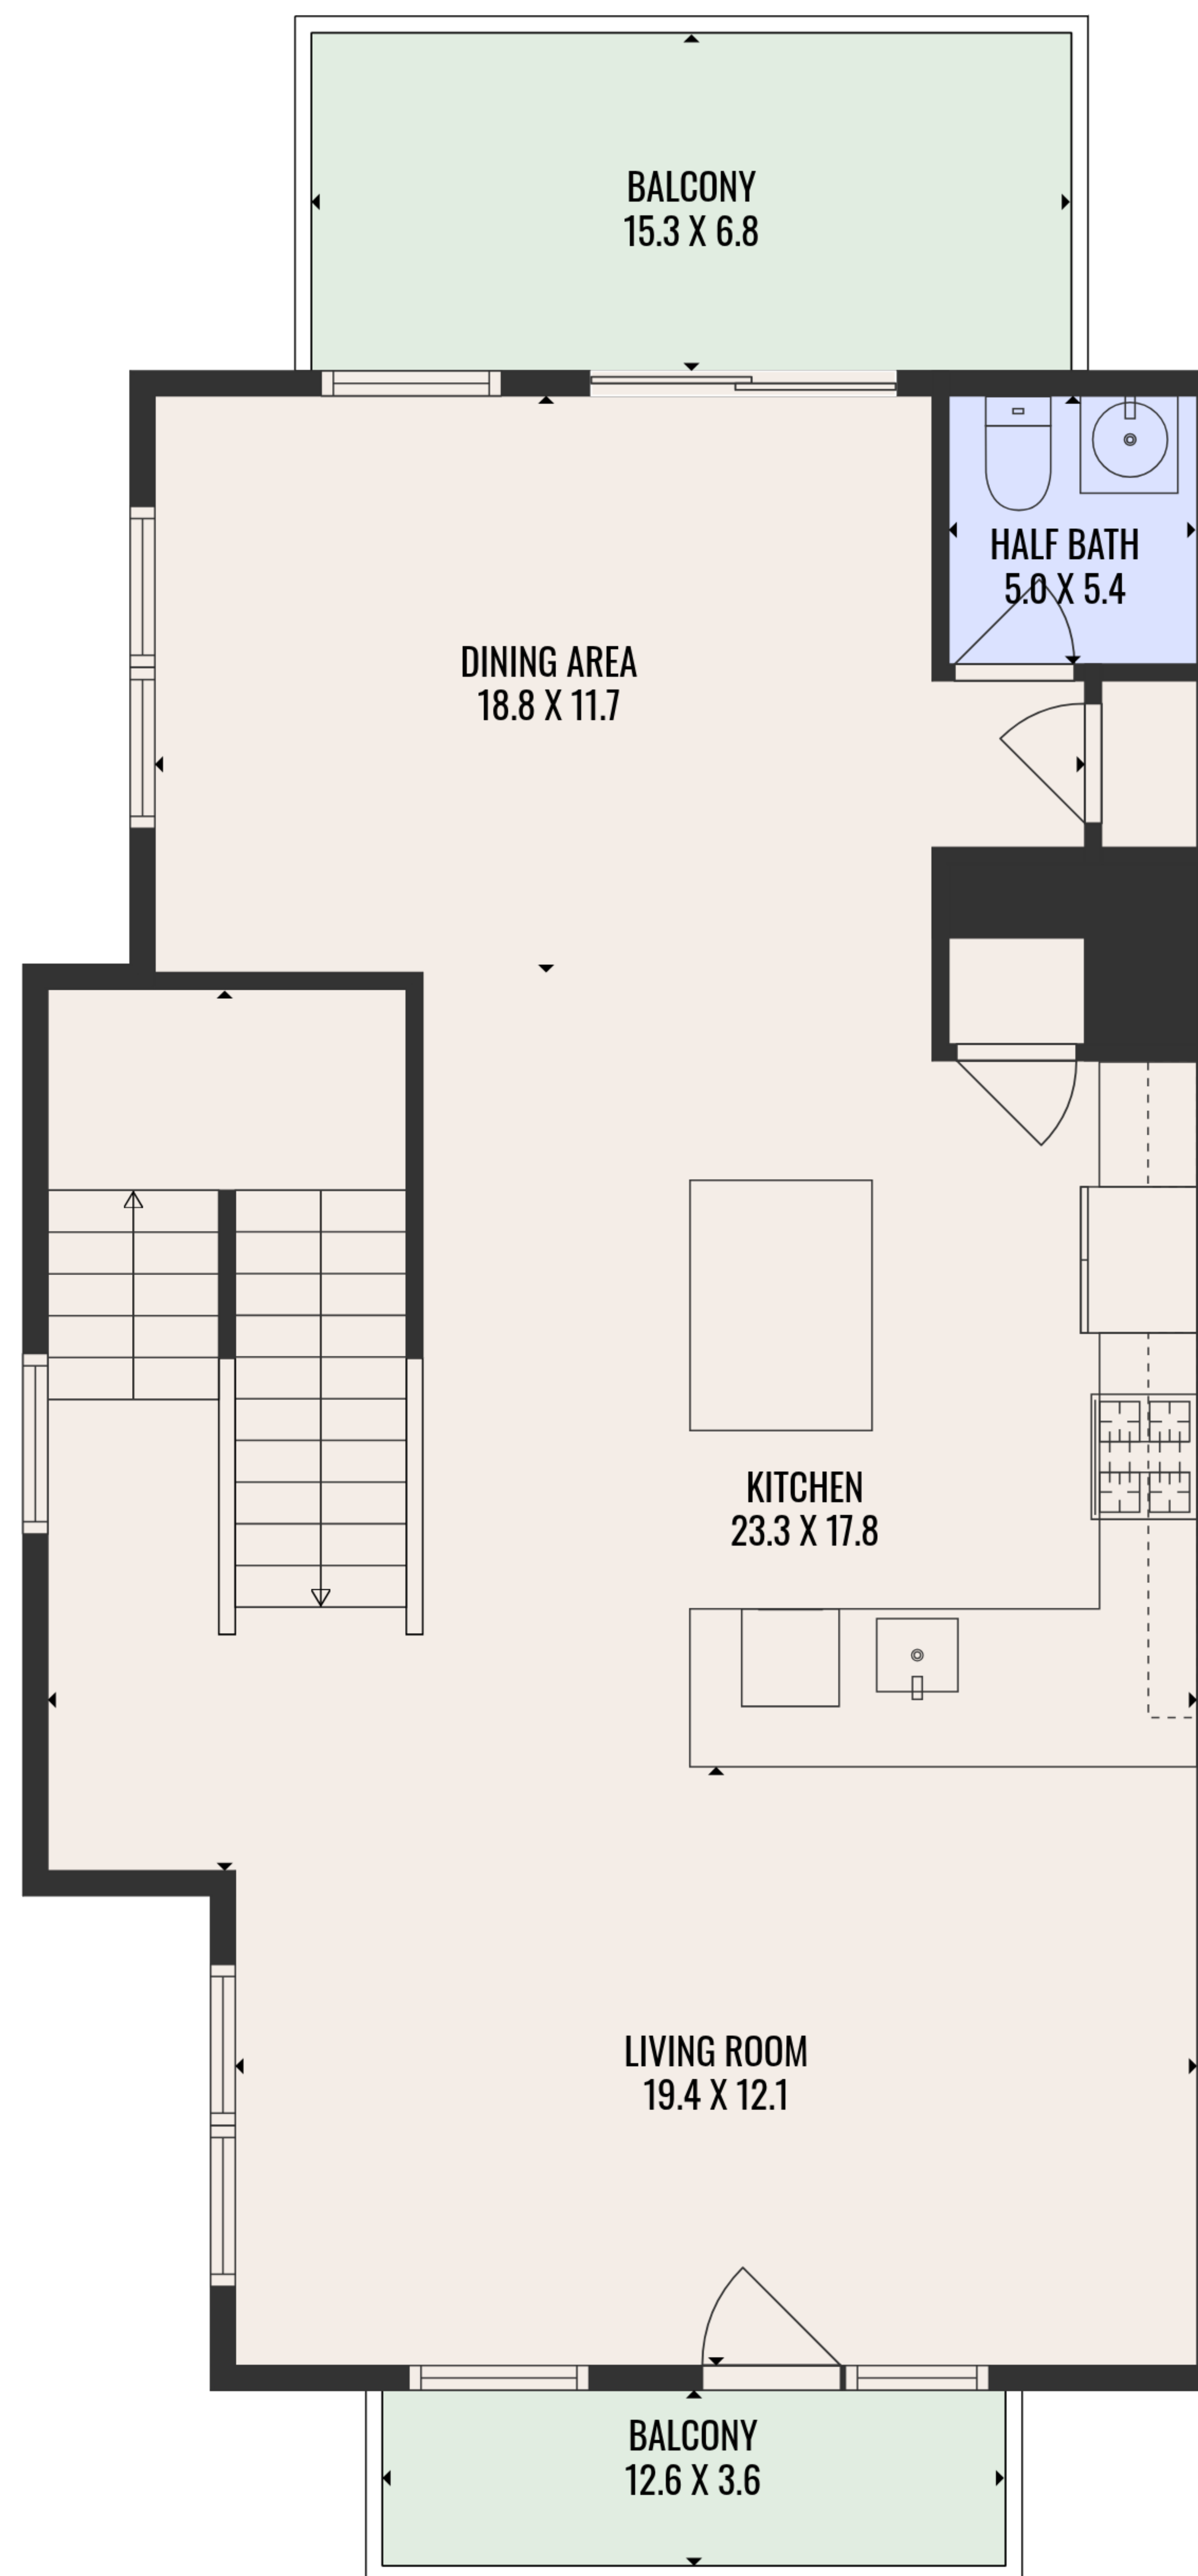 BALCONY
15.3 X 6.8
HALF BATH
5.0 X 5.4
DINING AREA
18.8 X 11.7
KITCHEN
23.3 X 17.8
LIVING ROOM
19.4 X 12.1
BALCONY
12.6 X 3.6